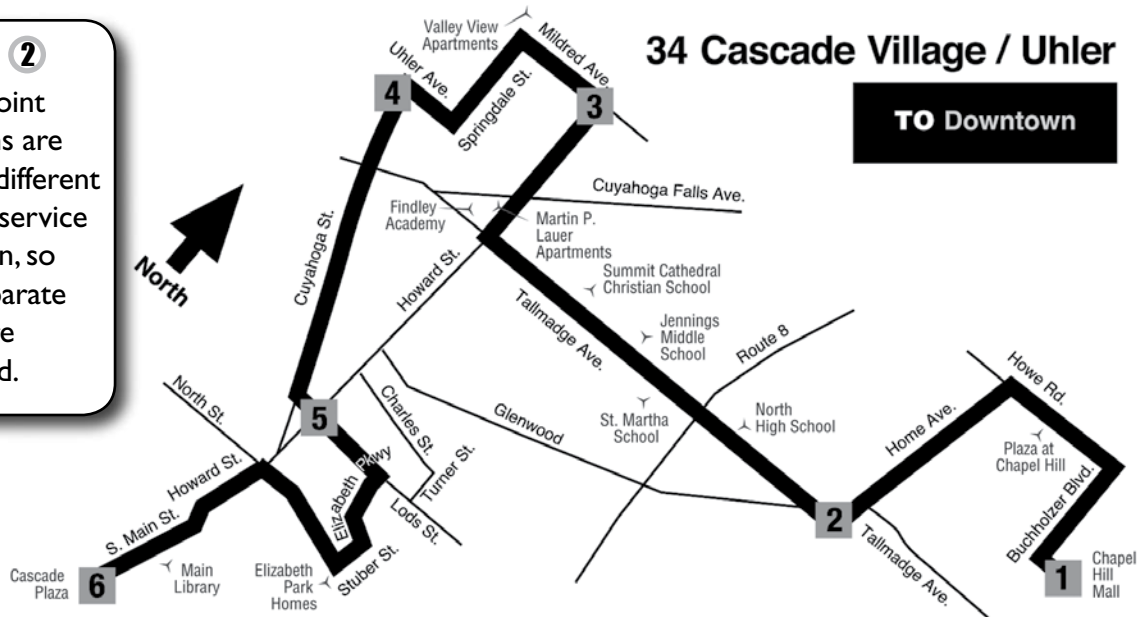 2
oint
s are
different
service
n, so
parate
re
d.
34 Cascade Village / Uhler
TO Downtown
Valley View
Apartments
Mildred Ave.
Uhler Ave.
Springdale St.
4
3
Cuyahoga Falls Ave.
Findley
Academy
Martin P.
Lauer
Apartments
North
Cuyahoga St.
Howard St.
Summit Cathedral
Christian School
Tallmadge Ave.
Jennings
Middle
School
Route 8
Howe Rd.
North St.
5
Charles St.
Glenwood
St. Martha
School
North
High School
Home Ave.
Plaza at
Chapel Hill
Howard St.
Elizabeth Pkwy
Turner St.
Lods St.
Buchholzer Blvd.
S. Main St.
2
Tallmadge Ave.
Stuber St.
Cascade
Plaza
6
Main
Library
Elizabeth
Park
Homes
1
Chapel
Hill
Mall